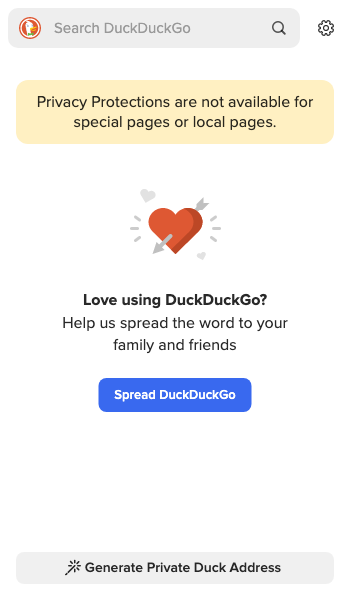 Search DuckDuckGo
Privacy Protections are not available for
special pages or local pages.
Love using DuckDuckGo?
Help us spread the word to your
family and friends
Spread DuckDuckGo
Generate Private Duck Address